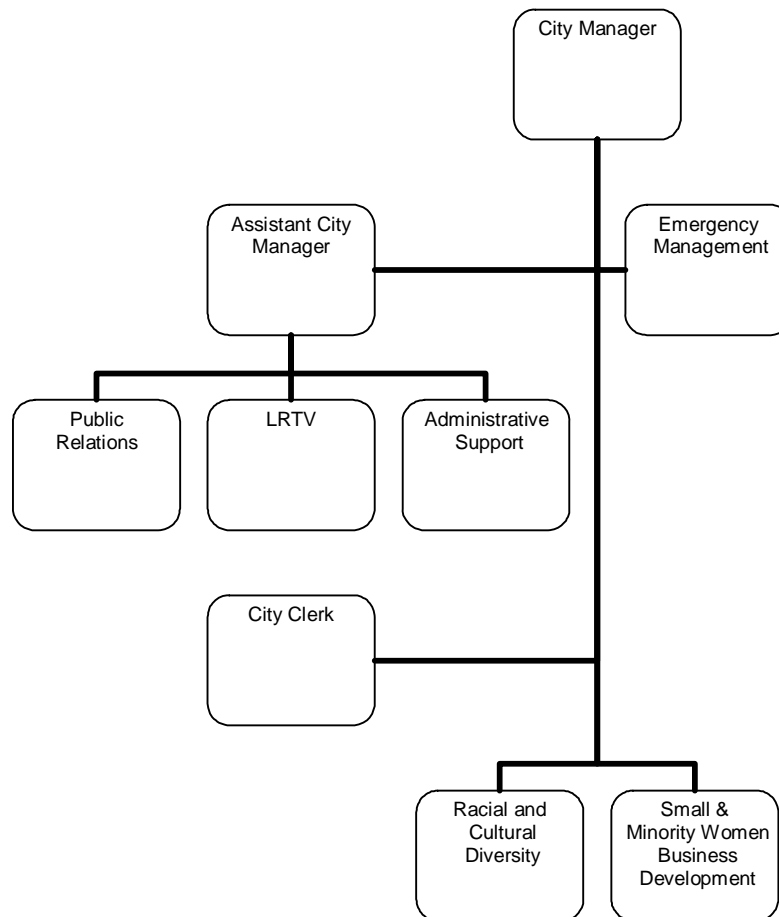 City Manager
Assistant City
Manager
Emergency
Management
Public
Relations
LRTV
Administrative
Support
City Clerk
Racial and
Cultural
Diversity
Small &
Minority Women
Business
Development